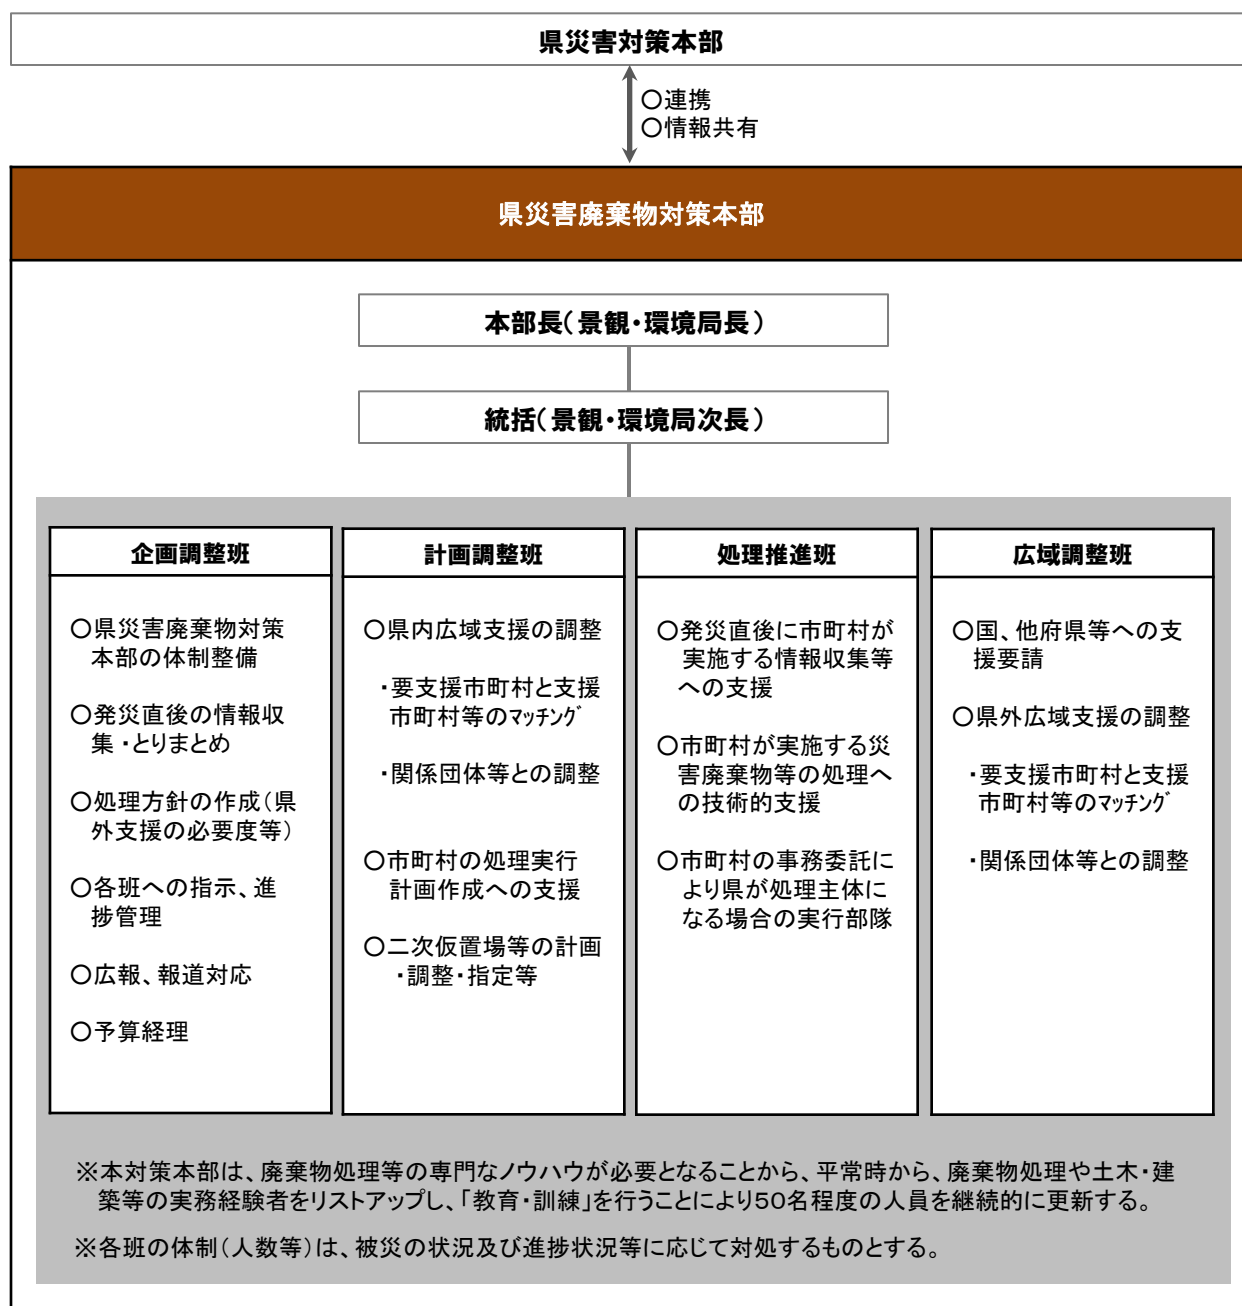 県災害対策本部
○連携
○情報共有
県災害廃棄物対策本部
本部長(景観・環境局長)
統括(景観・環境局次長)
企画調整班
○県災害廃棄物対策
本部の体制整備
○発災直後の情報収
集・とりまとめ
○処理方針の作成(県
外支援の必要度等)
○各班への指示、進
捗管理
○広報、報道対応
○予算経理
計画調整班
○県内広域支援の調整
・要支援市町村と支援
市町村等のマッチング
・関係団体等との調整
○市町村の処理実行
計画作成への支援
○二次仮置場等の計画
・調整・指定等
処理推進班
○発災直後に市町村が
実施する情報収集等
への支援
○市町村が実施する災
害廃棄物等の処理へ
の技術的支援
○市町村の事務委託に
より県が処理主体に
なる場合の実行部隊
広域調整班
○国、他府県等への支
援要請
○県外広域支援の調整
・要支援市町村と支援
市町村等のマッチング
・関係団体等との調整
※本対策本部は、廃棄物処理等の専門なノウハウが必要となることから、平常時から、廃棄物処理や土木・建
築等の実務経験者をリストアップし、「教育・訓練」を行うことにより50名程度の人員を継続的に更新する。
※各班の体制(人数等)は、被災の状況及び進捗状況等に応じて対処するものとする。